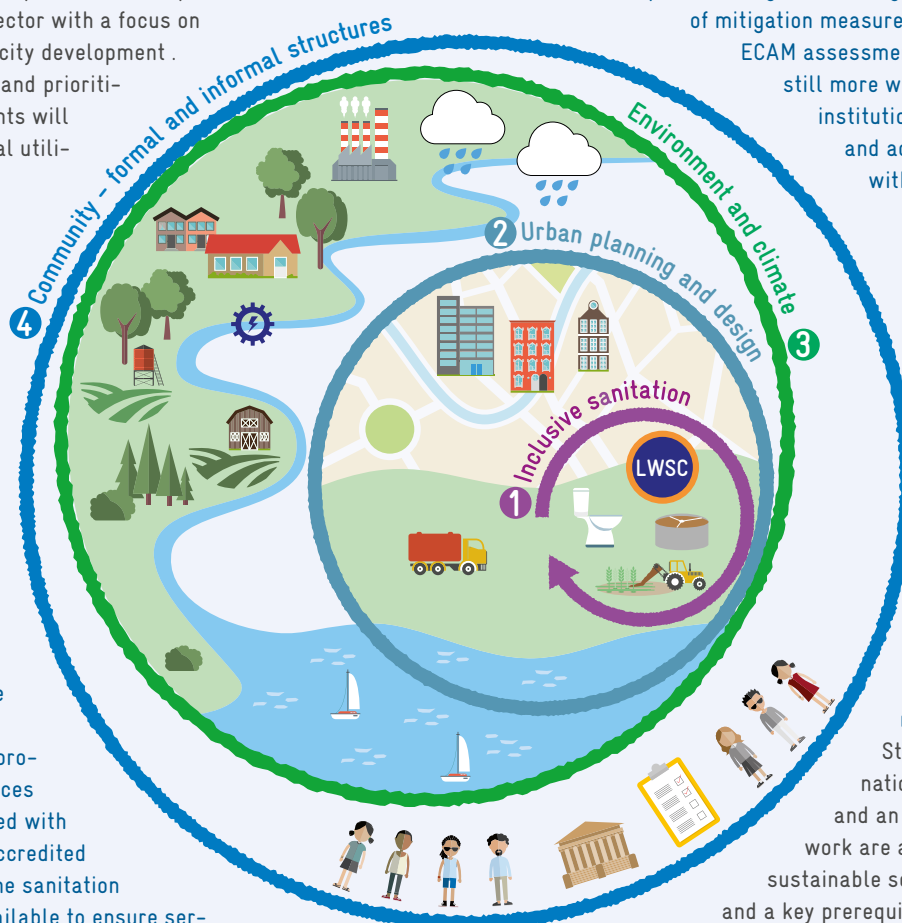 ector with a focus on
city development .
and prioriti-
nts will
al utili-
of mitigation measure
ECAM assessme
still more w
institutio
and ac
with
4 Community – formal and informal structures
Environment and climate 3
2 Urban planning and design
1 Inclusive sanitation
LWSC
e
pro-
ces
ed with
ccredited
ne sanitation
ailable to ensure ser-
St
natio
and an
work are a
sustainable so
and a key prerequi